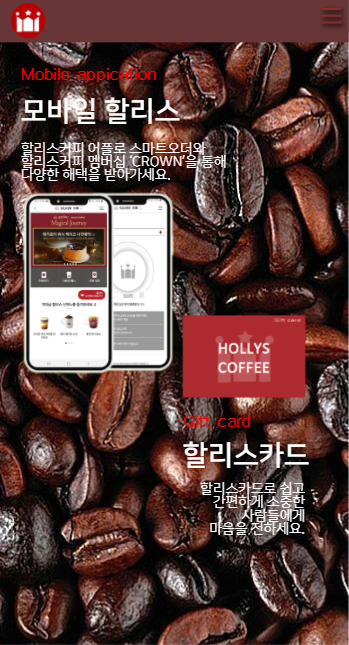 Mobile appication
모바일 할리스
할리스커피 어플로 스마트오더와
할리스커피 멤버십 'CROWN'을 통해
다양한 해택을 받아가세요.
Magical Journey
HOLLYS
COFFEE
Gift card
할리스카드
할리스카드로 쉽고
간편하게 소중한
사람들에게
마음을 전하세요.